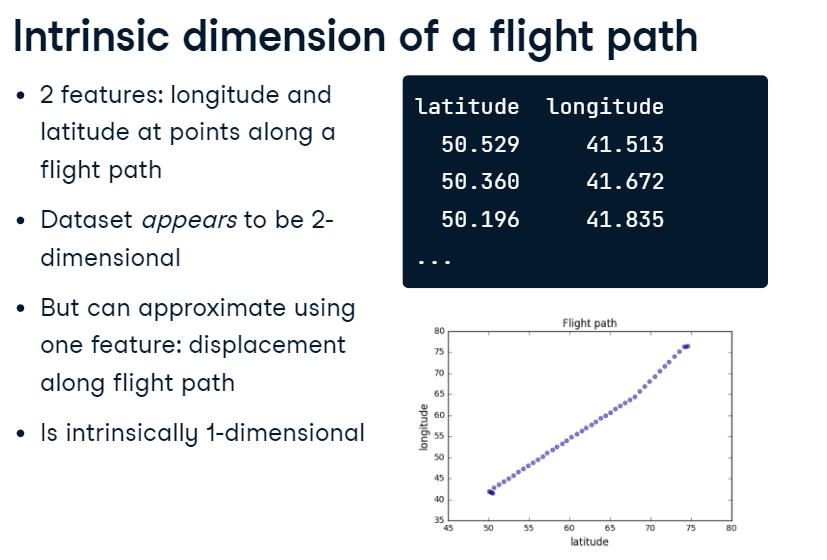 Intrinsic dimension of a flight path
• 2 features: longitude and
latitude at points along a
flight path
• Dataset appears to be 2-
dimensional
• But can approximate using
one feature: displacement
along flight path
• Is intrinsically 1-dimensional
latitude longitude
50.529 41.513
50.360 41.672
50.196 41.835
...
Flight path
80
75
70
65
60
55
50
45
40
35
longitude
45 50 55 60 65 70 75 80
latitude